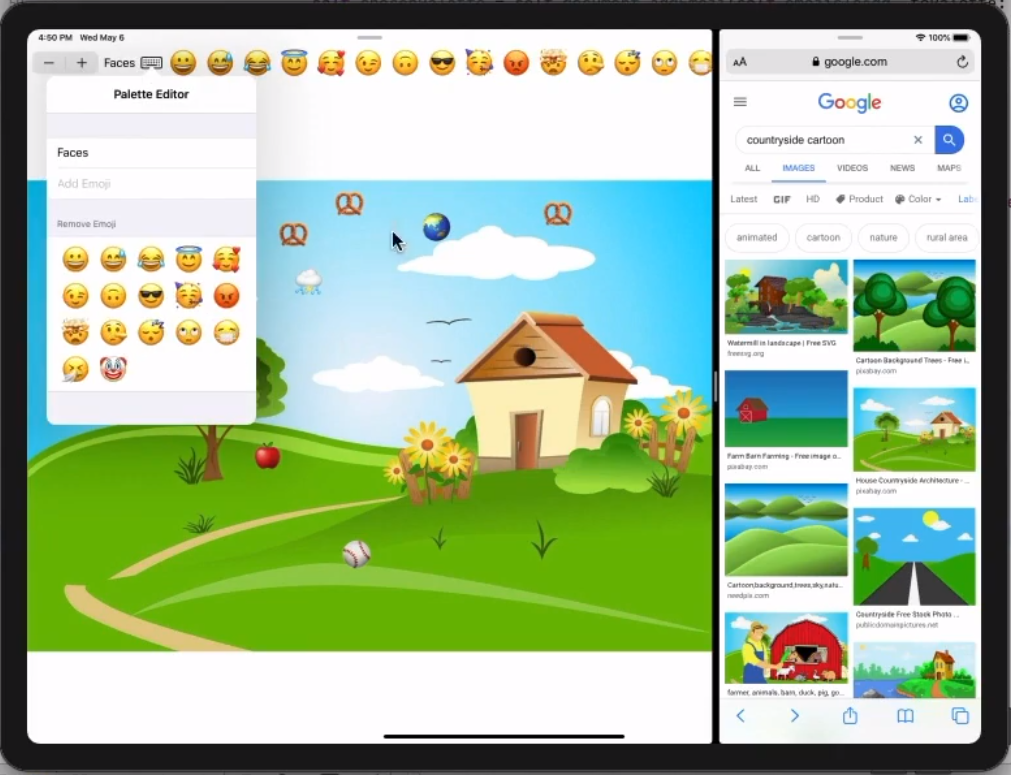 4:50 PM Wed May 6
100%
− + Faces
Palette Editor
Faces
Add Emoji
Remove Emoji
AA google.com
Google
countryside cartoon
ALL IMAGES VIDEOS NEWS MAPS
Latest GIF HD Product Color
animated cartoon nature rural area
Watermill in landscape | Free SVG
freesvg.org
Cartoon Background Trees - Free i...
pixabay.com
Farm Barn Farming - Free image o...
pixabay.com
House Countryside Architecture - ...
pixabay.com
Cartoon,background,trees,sky,natu...
needpix.com
Countryside Free Stock Photo ...
publicdomainpictures.net
farmer, animals, barn, duck, pig, go...